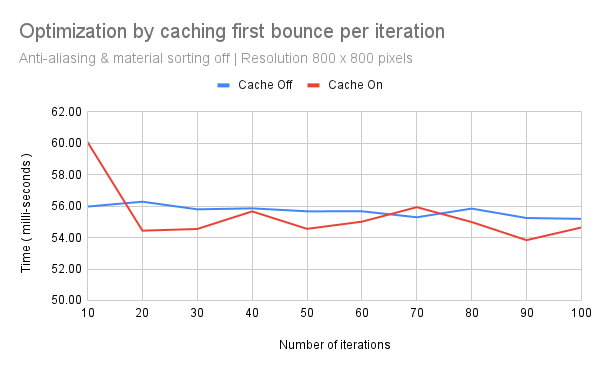 Optimization by caching first bounce per iteration
Anti-aliasing & material sorting off | Resolution 800 x 800 pixels
Cache Off Cache On
62.00
60.00
58.00
56.00
54.00
52.00
50.00
Time ( milli-seconds )
10 20 30 40 50 60 70 80 90 100
Number of iterations